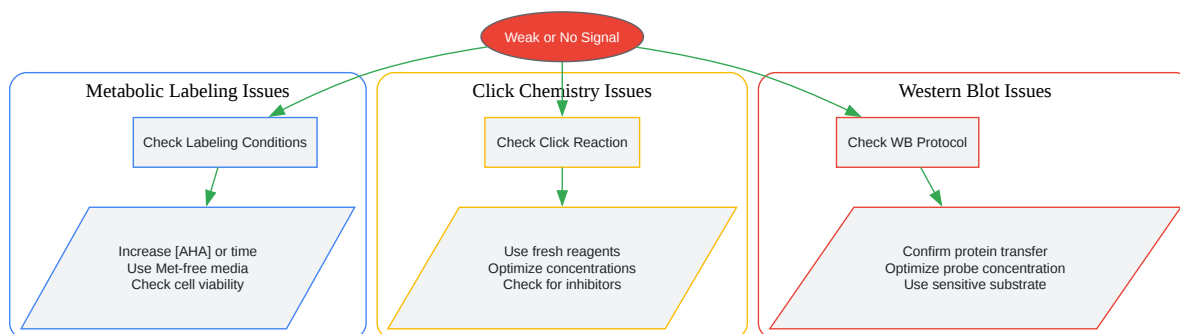 Weak or No Signal
Metabolic Labeling Issues
Click Chemistry Issues
Western Blot Issues
Check Labeling Conditions
Check Click Reaction
Check WB Protocol
Increase [AHA] or time
Use Met-free media
Check cell viability
Use fresh reagents
Optimize concentrations
Check for inhibitors
Confirm protein transfer
Optimize probe concentration
Use sensitive substrate